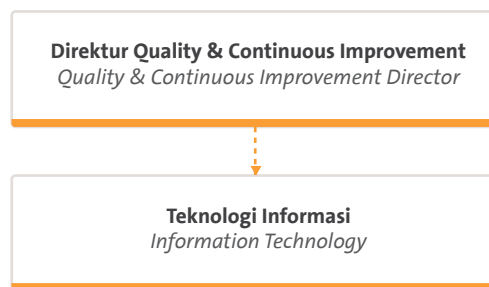 Direktur Quality & Continuous Improvement
Quality & Continuous Improvement Director
Teknologi Informasi
Information Technology